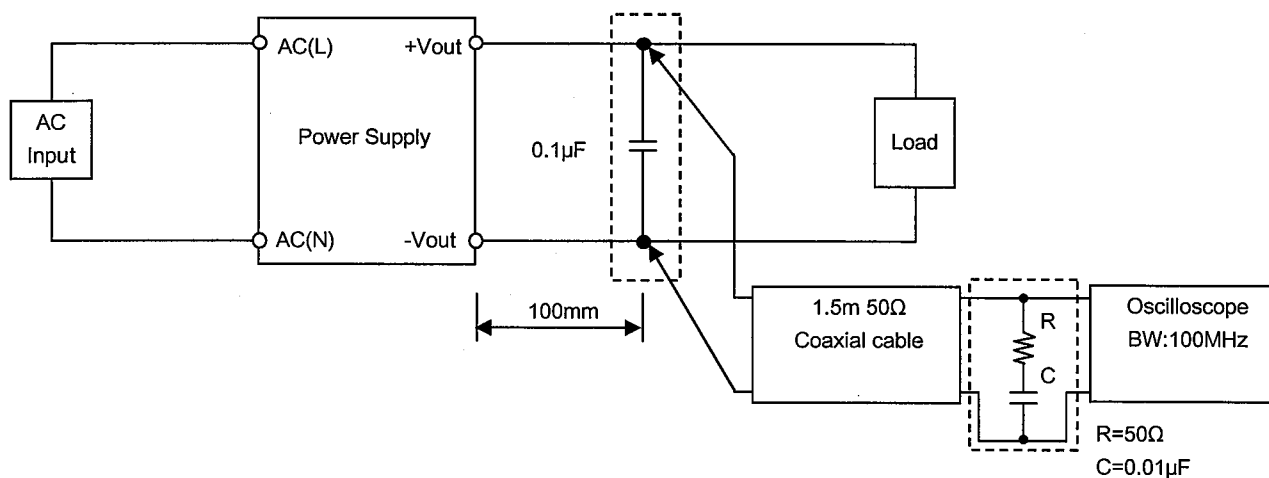 AC(L)
+Vout
AC
Input
Power Supply
0.1µF
Load
AC(N)
-Vout
100mm
1.5m 50Ω
Coaxial cable
R
C
Oscilloscope
BW:100MHz
R=50Ω
C=0.01µF